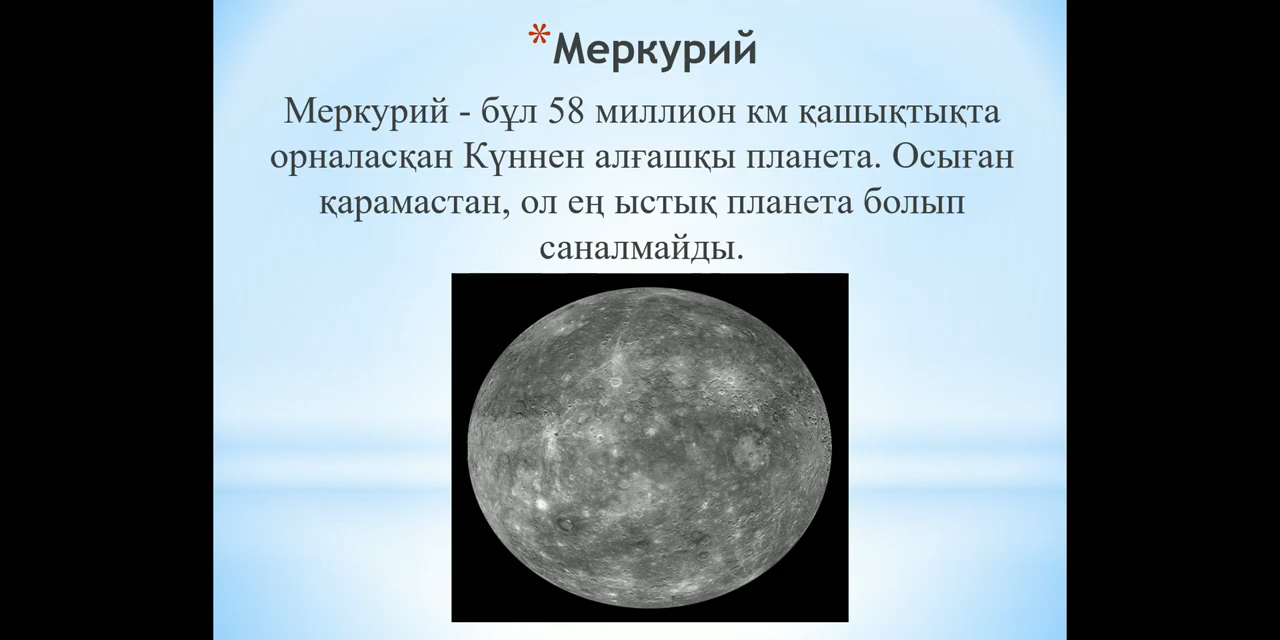 *Меркурий
Меркурий - бұл 58 миллион км қашықтықта
орналасқан Күннен алғашқы планета. Осыған
қарамастан, ол ең ыстық планета болып
саналмайды.